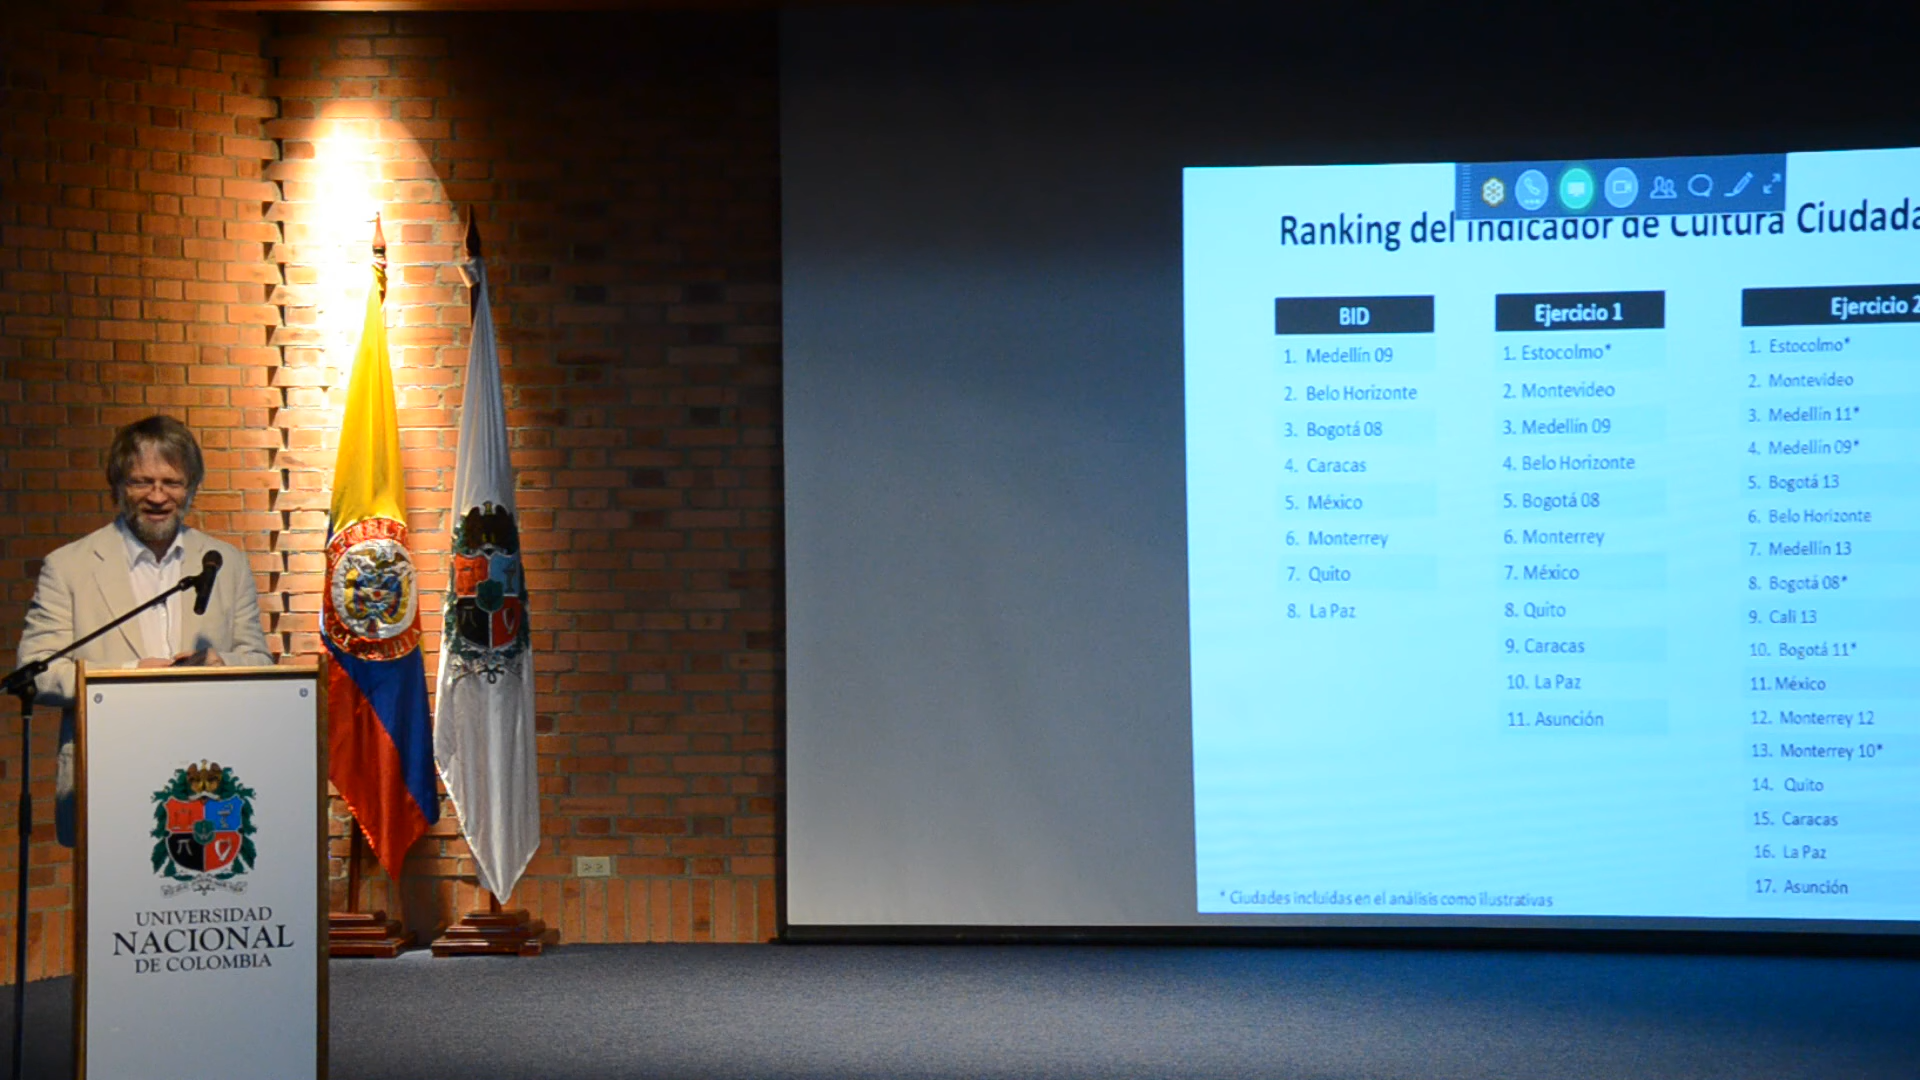 Ranking del Indicador de Cultura Ciudada
BID
1. Medellín 09
2. Belo Horizonte
3. Bogotá 08
4. Caracas
5. México
6. Monterrey
7. Quito
8. La Paz
Ejercicio 1
1. Estocolmo*
2. Montevideo
3. Medellín 09
4. Belo Horizonte
5. Bogotá 08
6. Monterrey
7. México
8. Quito
9. Caracas
10. La Paz
11. Asunción
Ejercicio 2
1. Estocolmo*
2. Montevideo
3. Medellín 11*
4. Medellín 09*
5. Bogotá 13
6. Belo Horizonte
7. Medellín 13
8. Bogotá 08*
9. Cali 13
10. Bogotá 11*
11. México
12. Monterrey 12
13. Monterrey 10*
14. Quito
15. Caracas
16. La Paz
17. Asunción
* Ciudades incluidas en el análisis como ilustrativas
UNIVERSIDAD
NACIONAL
DE COLOMBIA